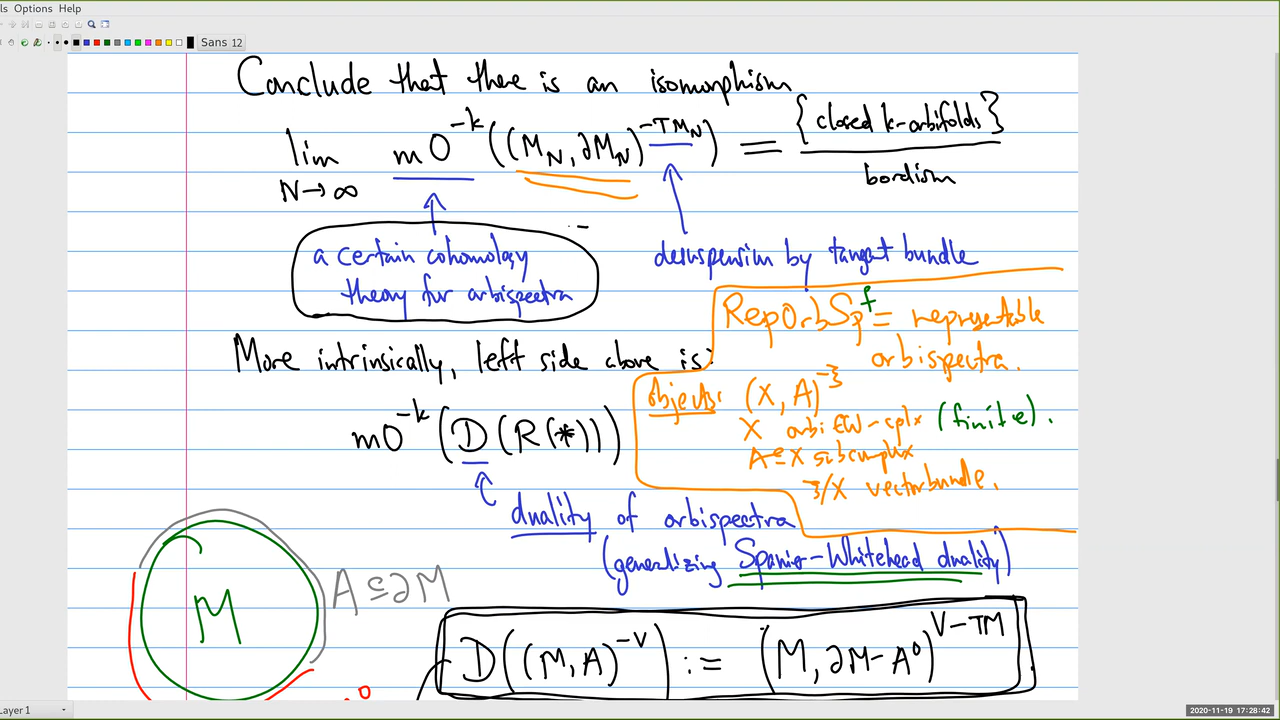 ls Options Help
Sans 12
Conclude that there is an isomorphism
lim N→∞ mO^{-k}((M_N, ∂M_N)^{-TM_N}) = {closed k-orbifolds} / bordism
a certain cohomology
theory for orbispectra
desuspension by tangent bundle
RepOrbSp^f = representable
orbispectra.
More intrinsically, left side above is:
objects: (X, A)^{-ξ}
X orbi-CW-cplx (finite).
A⊆X subcomplex
ξ/X vector bundle.
mO^{-k}(D(R(*)))
duality of orbispectra
(generalizing Spanier-Whitehead duality)
M
A⊆∂M
D((M,A)^{-V}) := (M, ∂M-A°)^{V-TM}
Layer 1
2020-11-19 17:28:42